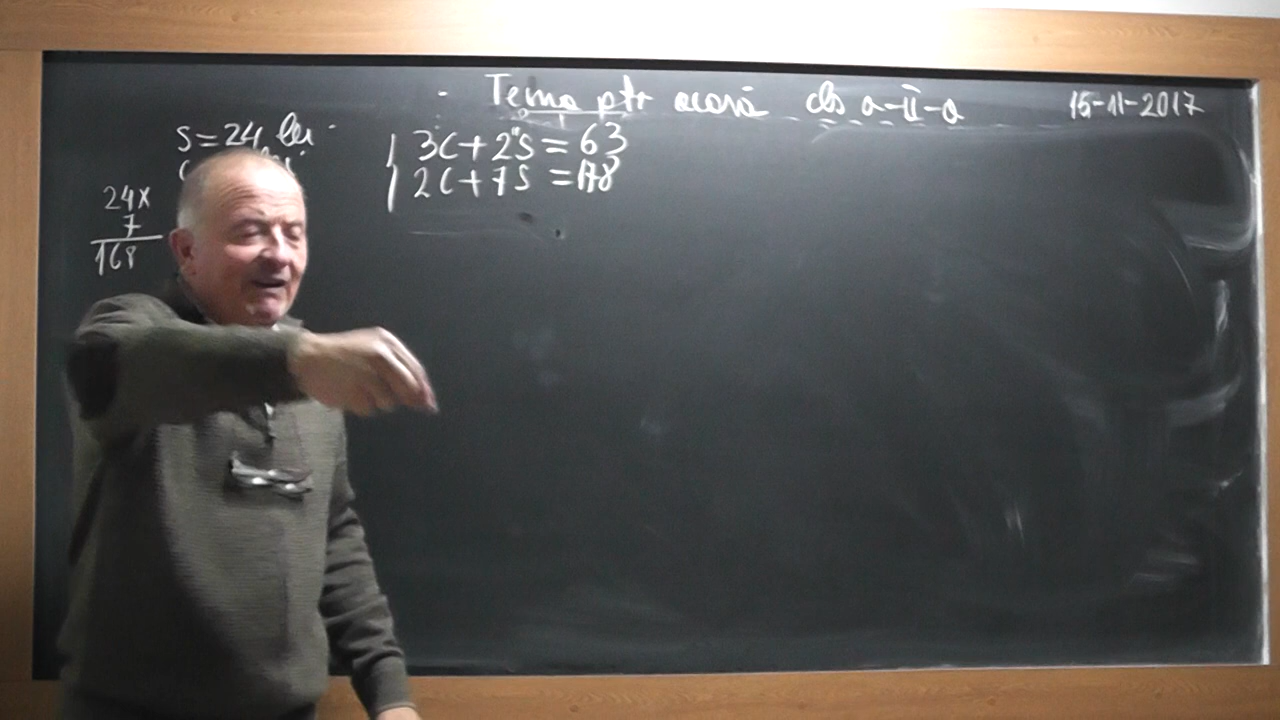 Tema ptr acasă cls a-II-a 15-11-2017
S=24 lei
3C+2S=63
2C+7S=178
24x
7
168